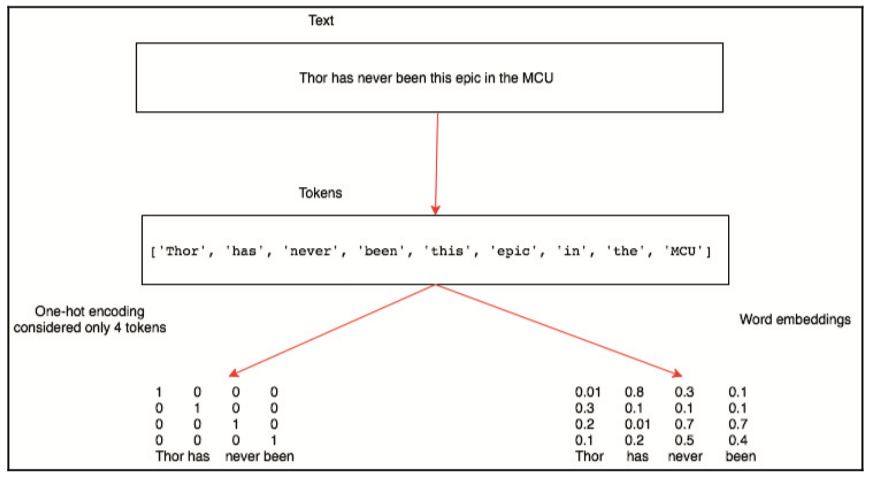 Text
Thor has never been this epic in the MCU
Tokens
['Thor', 'has', 'never', 'been', 'this', 'epic', 'in', 'the', 'MCU']
One-hot encoding
considered only 4 tokens
Word embeddings
1 0 0 0
0 1 0 0
0 0 1 0
0 0 0 1
Thor has never been
0.01 0.8 0.3 0.1
0.3 0.1 0.1 0.1
0.2 0.01 0.7 0.7
0.1 0.2 0.5 0.4
Thor has never been